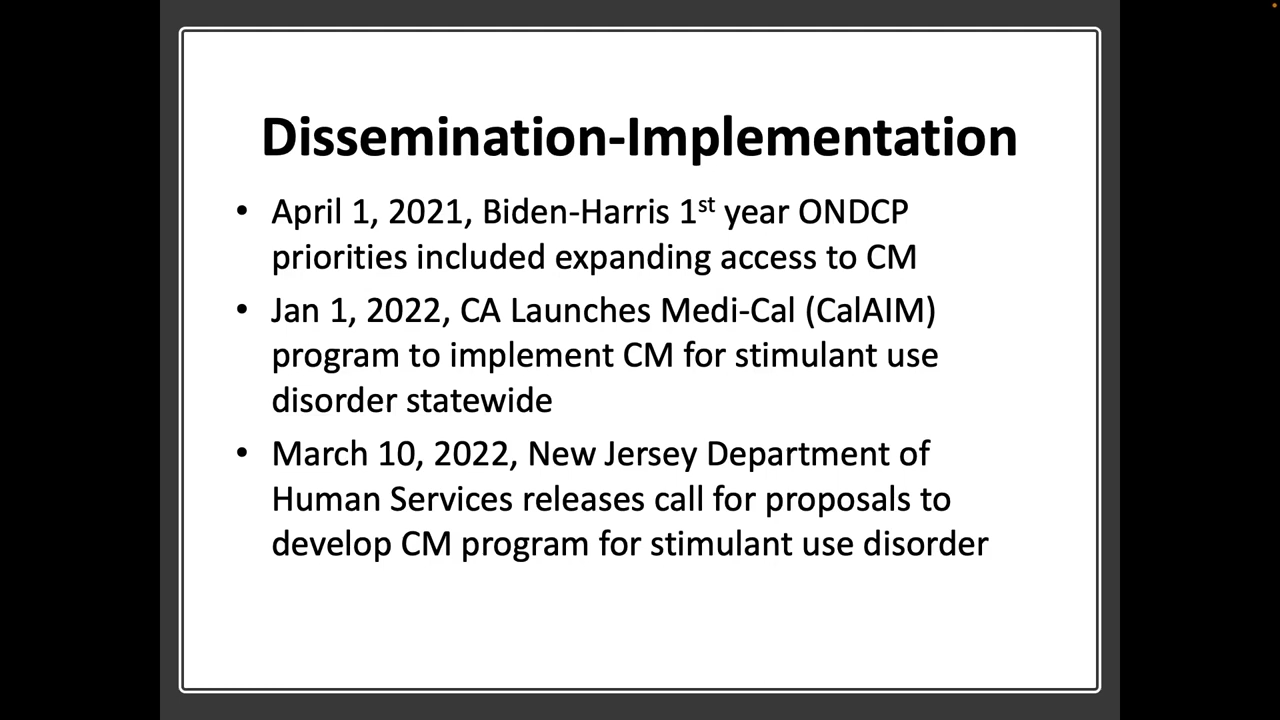 Dissemination-Implementation
• April 1, 2021, Biden-Harris 1st year ONDCP
priorities included expanding access to CM
• Jan 1, 2022, CA Launches Medi-Cal (CalAIM)
program to implement CM for stimulant use
disorder statewide
• March 10, 2022, New Jersey Department of
Human Services releases call for proposals to
develop CM program for stimulant use disorder